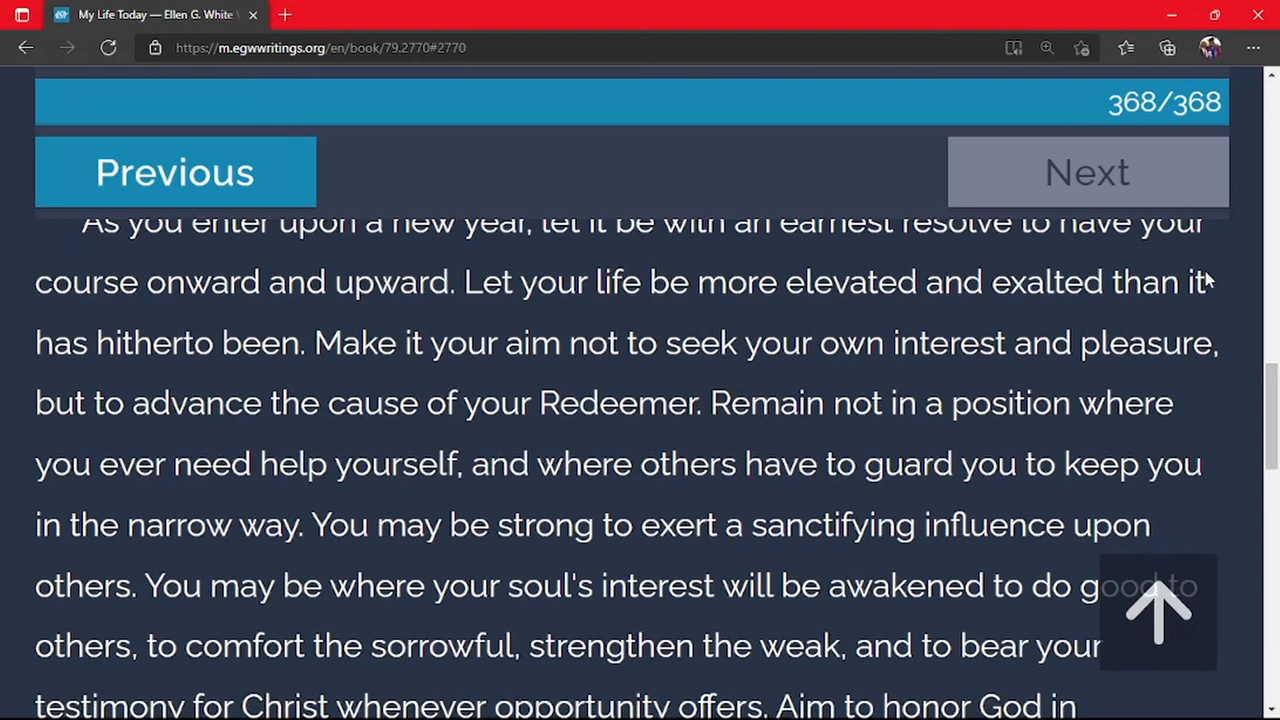 My Life Today — Ellen G. White
https://m.egwwritings.org/en/book/79.2770#2770
368/368
Previous
Next
As you enter upon a new year, let it be with an earnest resolve to have your
course onward and upward. Let your life be more elevated and exalted than it
has hitherto been. Make it your aim not to seek your own interest and pleasure,
but to advance the cause of your Redeemer. Remain not in a position where
you ever need help yourself, and where others have to guard you to keep you
in the narrow way. You may be strong to exert a sanctifying influence upon
others. You may be where your soul's interest will be awakened to do good to
others, to comfort the sorrowful, strengthen the weak, and to bear your
testimony for Christ whenever opportunity offers. Aim to honor God in